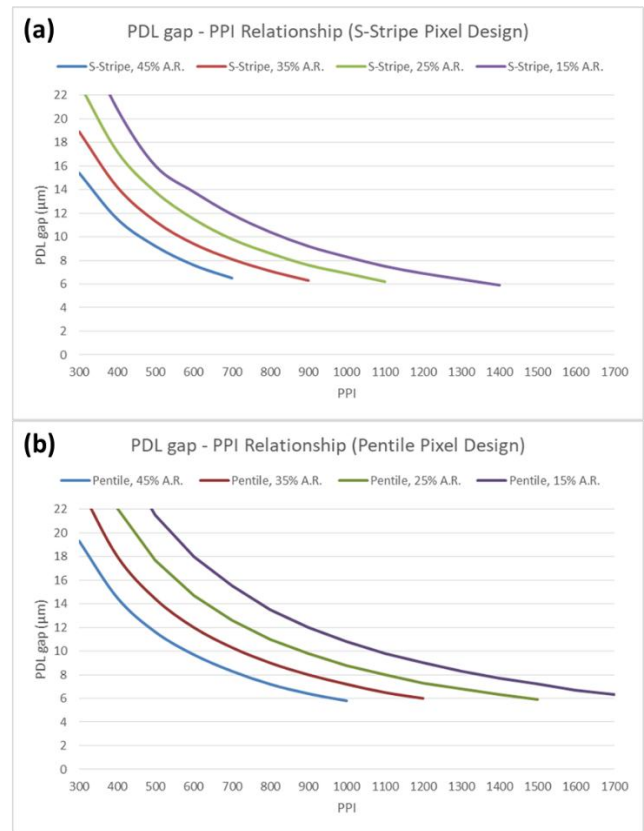 (a)
PDL gap - PPI Relationship (S-Stripe Pixel Design)
S-Stripe, 45% A.R. S-Stripe, 35% A.R. S-Stripe, 25% A.R. S-Stripe, 15% A.R.
PDL gap (μm)
22
20
18
16
14
12
10
8
6
4
2
0
300 400 500 600 700 800 900 1000 1100 1200 1300 1400 1500 1600 1700
PPI
(b)
PDL gap - PPI Relationship (Pentile Pixel Design)
Pentile, 45% A.R. Pentile, 35% A.R. Pentile, 25% A.R. Pentile, 15% A.R.
PDL gap (μm)
22
20
18
16
14
12
10
8
6
4
2
0
300 400 500 600 700 800 900 1000 1100 1200 1300 1400 1500 1600 1700
PPI